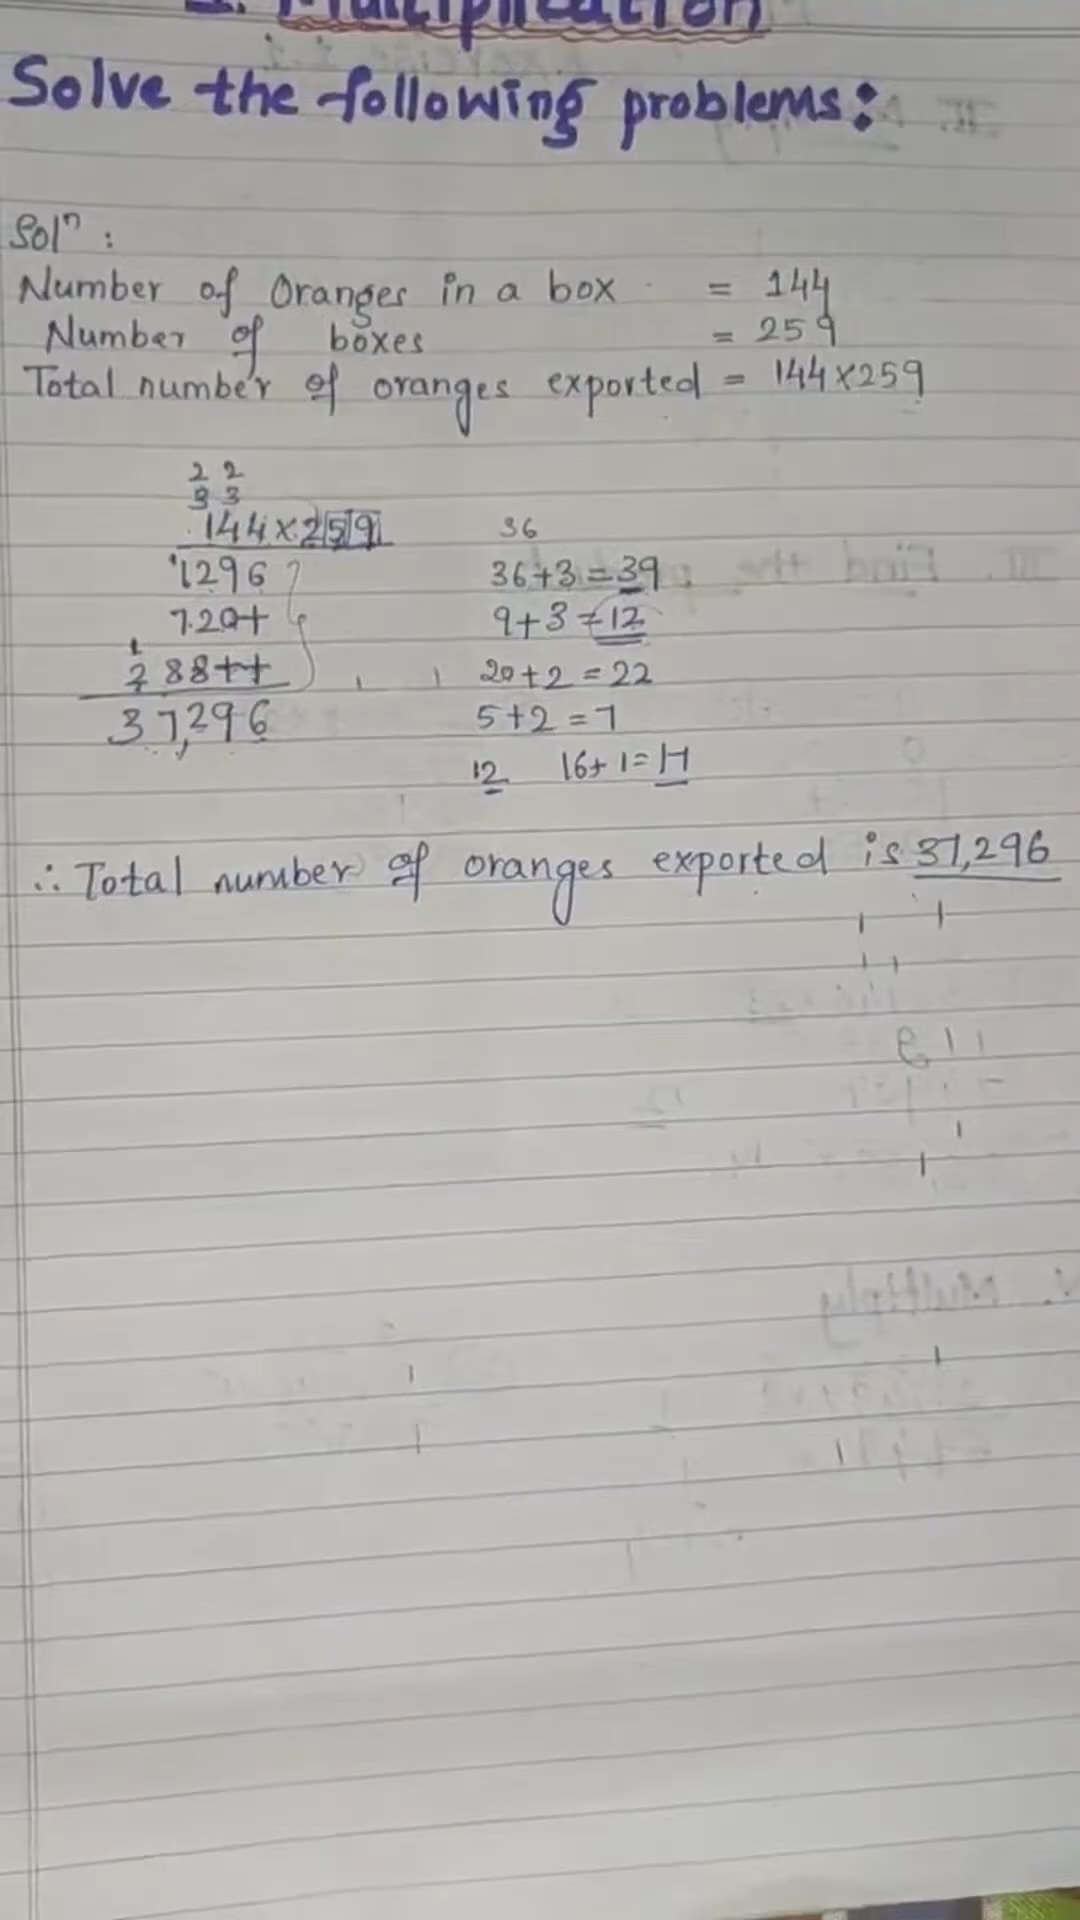 Multiplication
Solve the following problems:
Solⁿ :
Number of Oranges in a box = 144
Number of boxes = 259
Total number of oranges exported = 144×259
2 2
3 3
144×259 36
1296 36+3=39
720+ 9+3=12
1
288++ 20+2=22
37,296 5+2=7
12 16+1=17
∴ Total number of oranges exported is 37,296